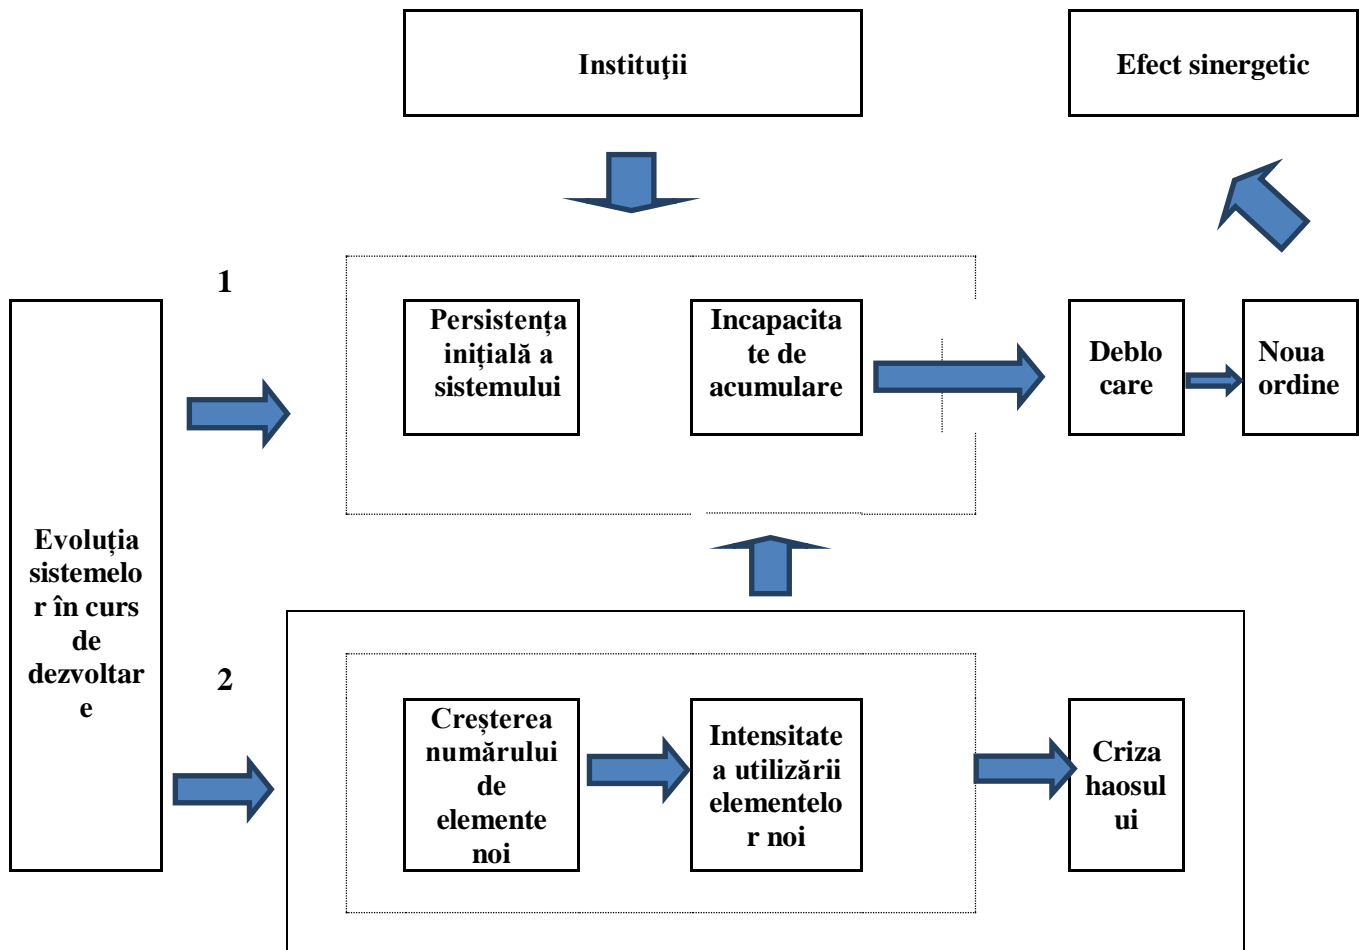 Instituţii
Efect sinergetic
1
Persistența
inițială a
sistemului
Incapacita
te de
acumulare
Deblo
care
Noua
ordine
Evoluția
sistemelo
r în curs
de
dezvoltar
e
2
Creșterea
numărului
de
elemente
noi
Intensitate
a utilizării
elementelo
r noi
Criza
haosul
ui